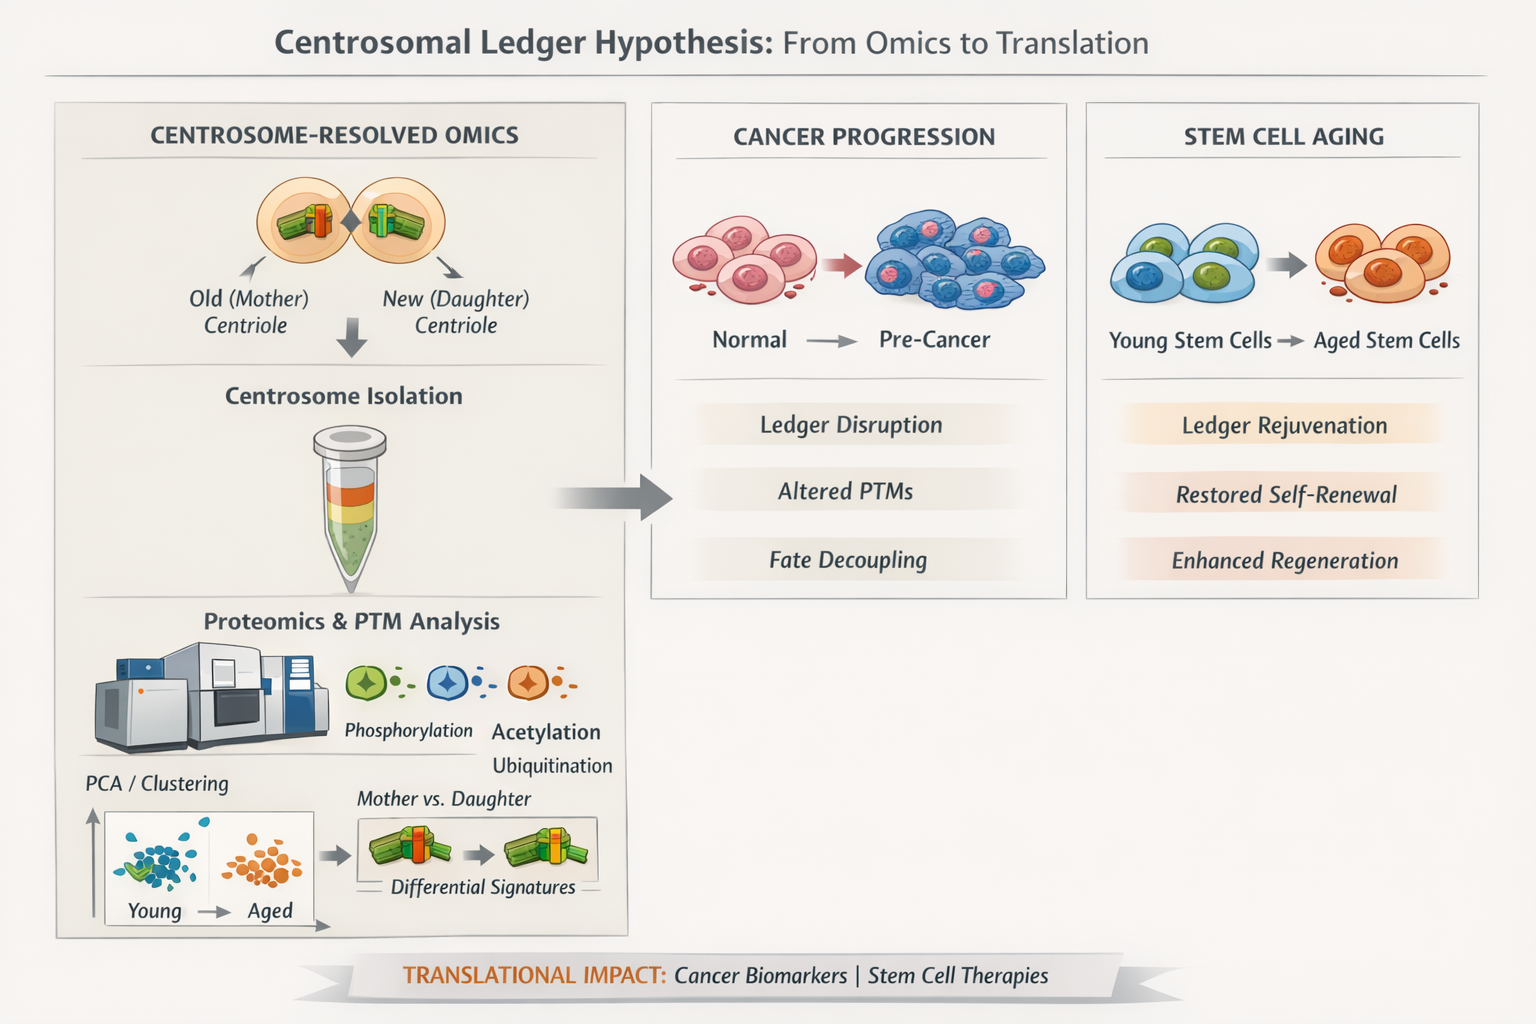 Centrosomal Ledger Hypothesis: From Omics to Translation
CENTROSOME-RESOLVED OMICS
Old (Mother)
Centriole
New (Daughter)
Centriole
Centrosome Isolation
Proteomics & PTM Analysis
Phosphorylation
Acetylation
Ubiquitination
PCA / Clustering
Young
Aged
Mother vs. Daughter
Differential Signatures
CANCER PROGRESSION
Normal
Pre-Cancer
Ledger Disruption
Altered PTMs
Fate Decoupling
STEM CELL AGING
Young Stem Cells
Aged Stem Cells
Ledger Rejuvenation
Restored Self-Renewal
Enhanced Regeneration
TRANSLATIONAL IMPACT: Cancer Biomarkers | Stem Cell Therapies